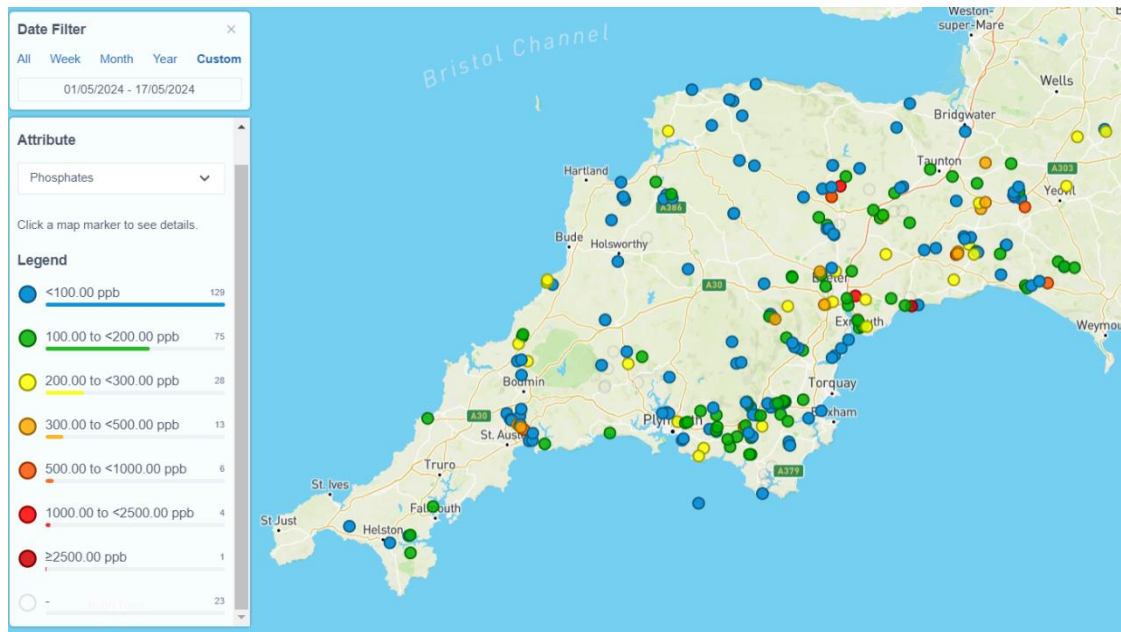 Date Filter
×
All Week Month Year Custom
01/05/2024 - 17/05/2024
Attribute
Phosphates
Click a map marker to see details.
Legend
<100.00 ppb 129
100.00 to <200.00 ppb 75
200.00 to <300.00 ppb 28
300.00 to <500.00 ppb 13
500.00 to <1000.00 ppb 6
1000.00 to <2500.00 ppb 4
≥2500.00 ppb 1
- 23
Bristol Channel
Weston-
super-Mare
Wells
Bridgwater
Taunton
A303
Yeovil
Hartland
A386
Bude
Holsworthy
A30
Exeter
Exmouth
Weymou
Bodmin
Torquay
A30
St. Aust
Plymouth
Brixham
A379
Truro
St. Ives
Falmouth
St Just
Helston